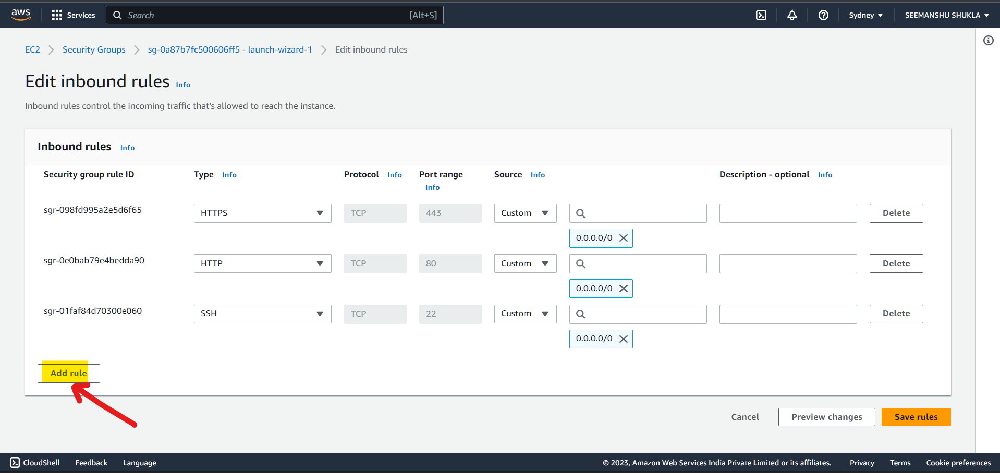 aws Services Search [Alt+S] Sydney SEEMANSHU SHUKLA
EC2 Security Groups sg-0a87b7fc500606ff5 - launch-wizard-1 Edit inbound rules
Edit inbound rules Info
Inbound rules control the incoming traffic that's allowed to reach the instance.
Inbound rules Info
Security group rule ID Type Info Protocol Info Port range Source Info Description - optional Info
Info
sgr-098fd995a2e5d6f65 HTTPS TCP 443 Custom Delete
0.0.0.0/0
sgr-0e0bab79e4bedda90 HTTP TCP 80 Custom Delete
0.0.0.0/0
sgr-01faf84d70300e060 SSH TCP 22 Custom Delete
0.0.0.0/0
Add rule
Cancel Preview changes Save rules
CloudShell Feedback Language © 2023, Amazon Web Services India Private Limited or its affiliates. Privacy Terms Cookie preferences